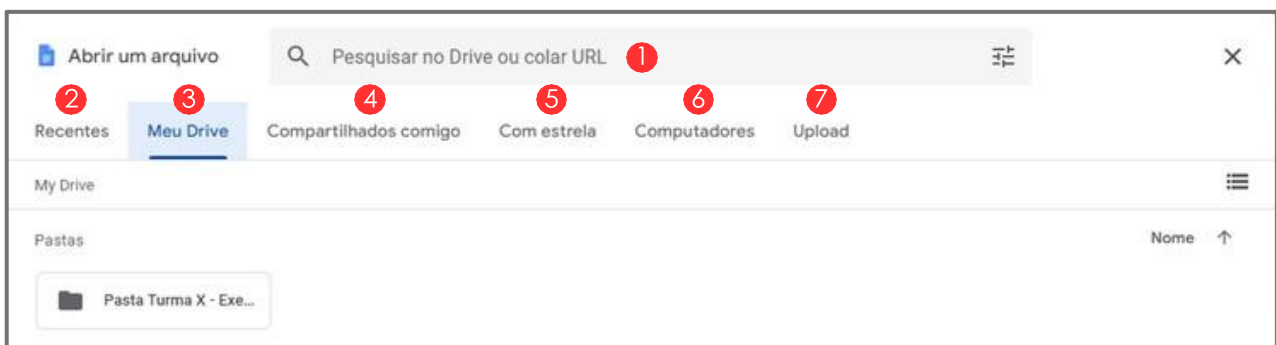 Abrir um arquivo
Pesquisar no Drive ou colar URL 1
2 3 4 5 6 7
Recentes Meu Drive Compartilhados comigo Com estrela Computadores Upload
My Drive
Pastas Nome
Pasta Turma X - Exe...